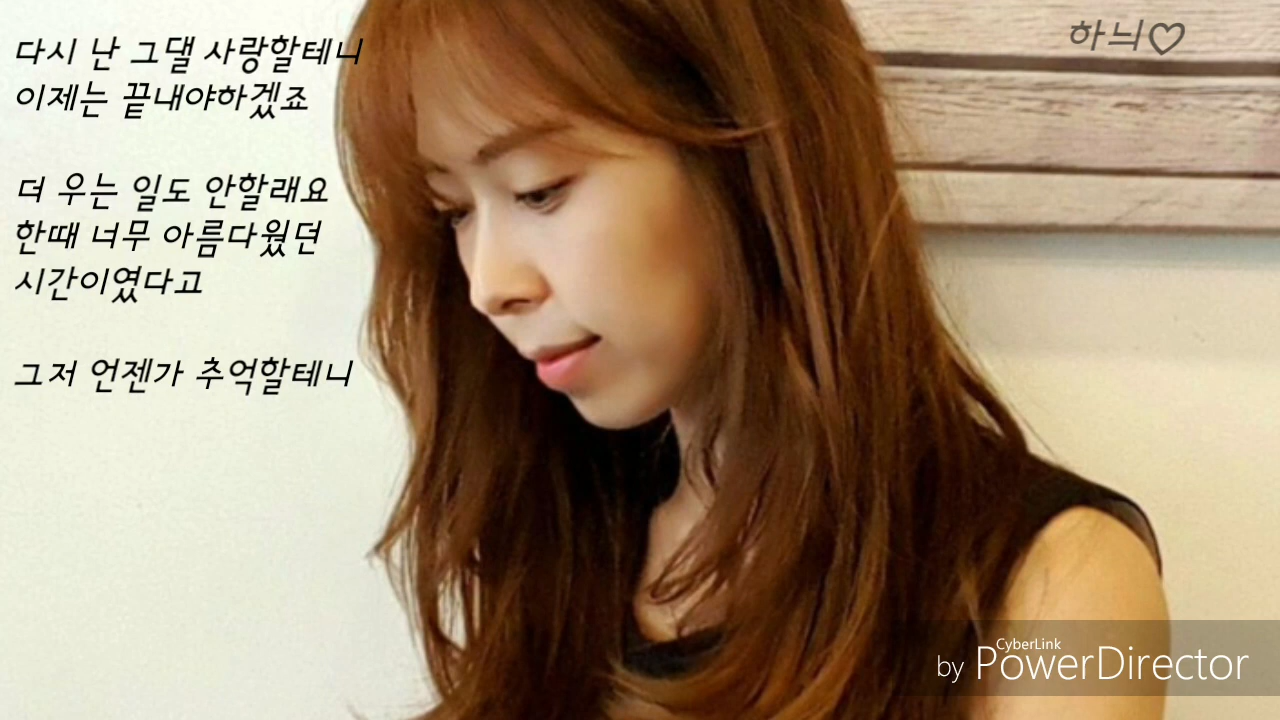 다시 난 그댈 사랑할테니
이제는 끝내야하겠죠
더 우는 일도 안할래요
한때 너무 아름다웠던
시간이였다고
그저 언젠가 추억할테니
하늬♡
CyberLink
by PowerDirector